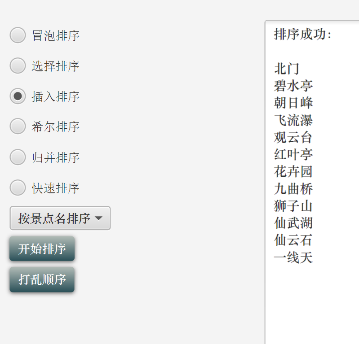 冒泡排序
选择排序
插入排序
希尔排序
归并排序
快速排序
按景点名排序
开始排序
打乱顺序
排序成功：
北门
碧水亭
朝日峰
飞流瀑
观云台
红叶亭
花卉园
九曲桥
狮子山
仙武湖
仙云石
一线天